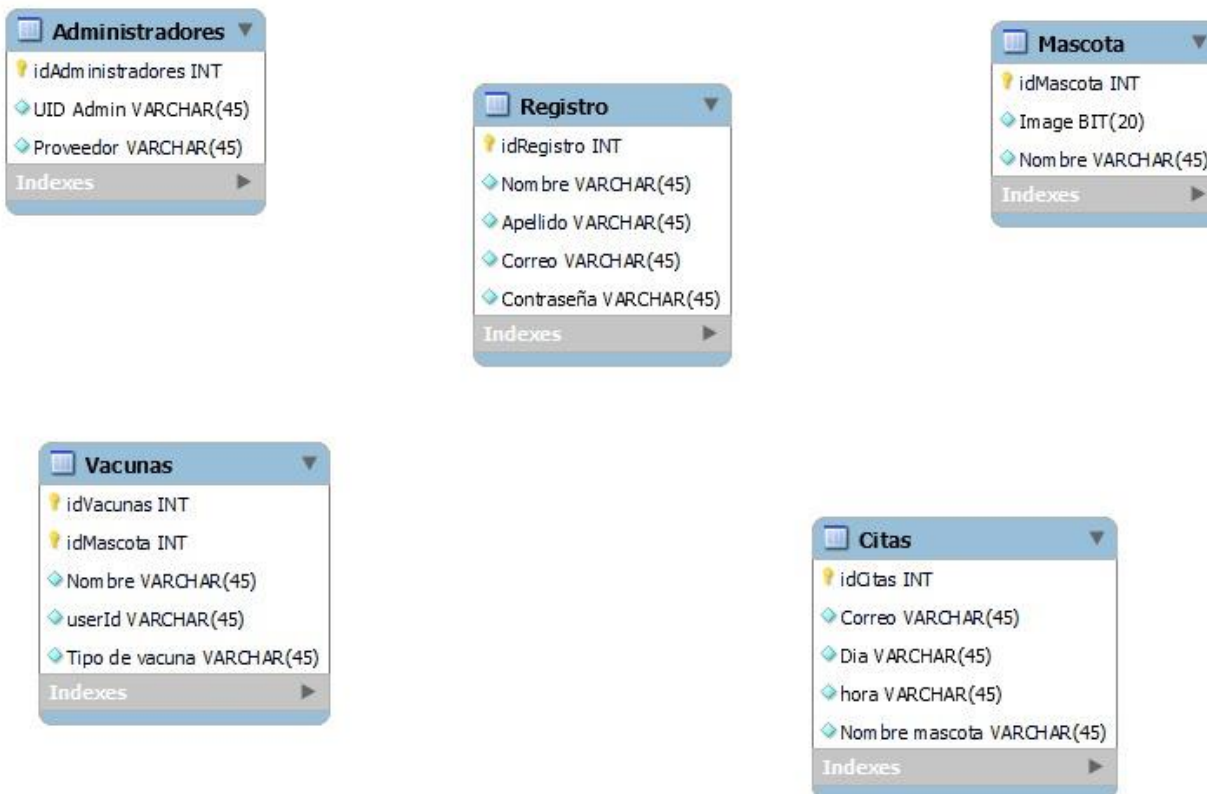 Administradores
idAdministradores INT
UID Admin VARCHAR(45)
Proveedor VARCHAR(45)
Indexes
Registro
idRegistro INT
Nombre VARCHAR(45)
Apellido VARCHAR(45)
Correo VARCHAR(45)
Contraseña VARCHAR(45)
Indexes
Mascota
idMascota INT
Image BIT(20)
Nombre VARCHAR(45)
Indexes
Vacunas
idVacunas INT
idMascota INT
Nombre VARCHAR(45)
userId VARCHAR(45)
Tipo de vacuna VARCHAR(45)
Indexes
Citas
idCitas INT
Correo VARCHAR(45)
Dia VARCHAR(45)
hora VARCHAR(45)
Nombre mascota VARCHAR(45)
Indexes